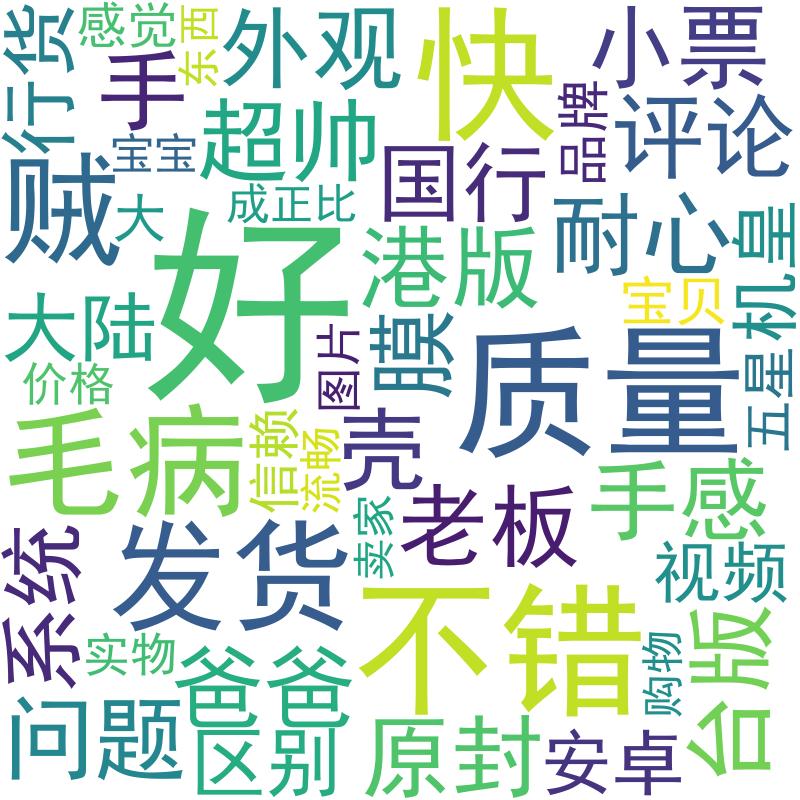 行货
感觉
东西
外观
快
小票
手
宝宝
超帅
国行
品牌
评论
贼
大
成正比
好
港版
耐心
机皇
大陆
价格
图片
膜
宝贝
质量
五星
毛病
信赖
流畅
壳
手感
系统
发货
卖家
老板
视频
实物
爸爸
不错
购物
台版
问题
区别
原封
安卓